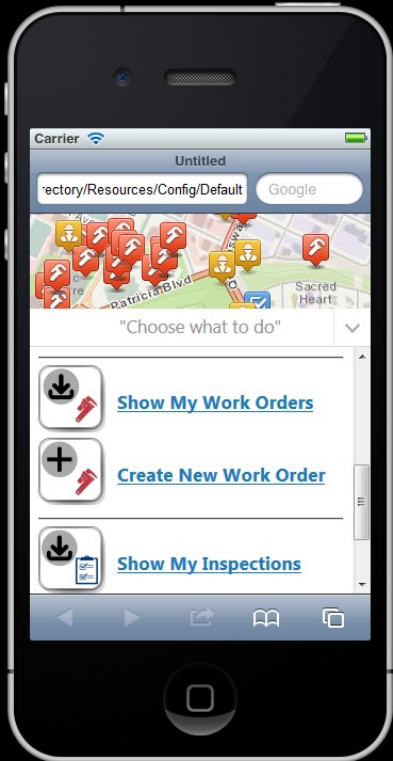 Carrier
Untitled
rectory/Resources/Config/Default
Google
Patricia Blvd
Sacred
Heart
"Choose what to do"
Show My Work Orders
Create New Work Order
Show My Inspections